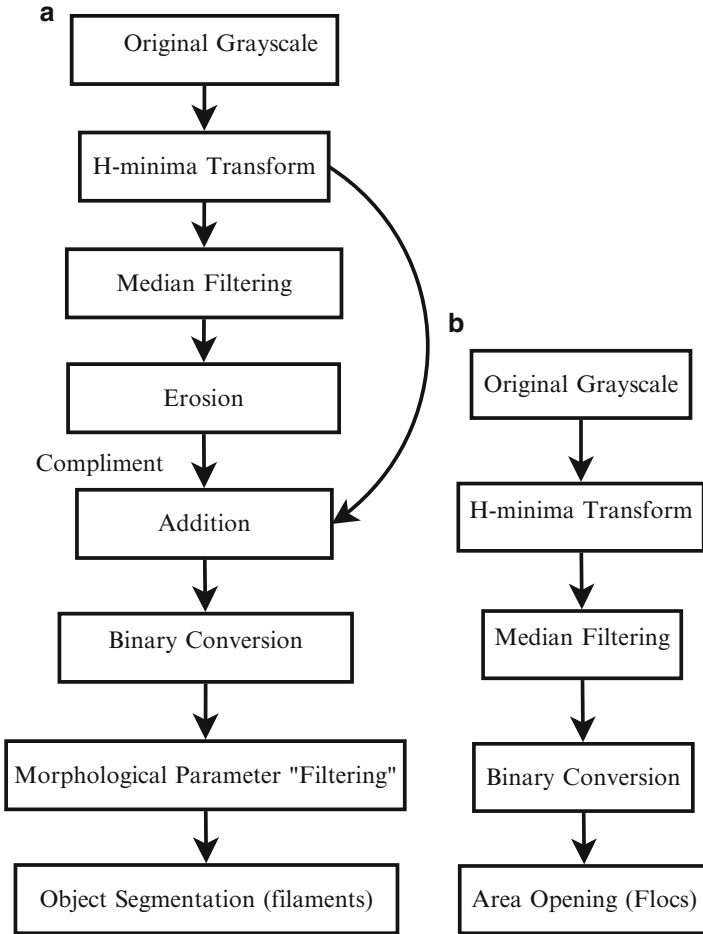 a
Original Grayscale
H-minima Transform
Median Filtering
Erosion
Compliment
Addition
Binary Conversion
Morphological Parameter "Filtering"
Object Segmentation (filaments)
b
Original Grayscale
H-minima Transform
Median Filtering
Binary Conversion
Area Opening (Flocs)